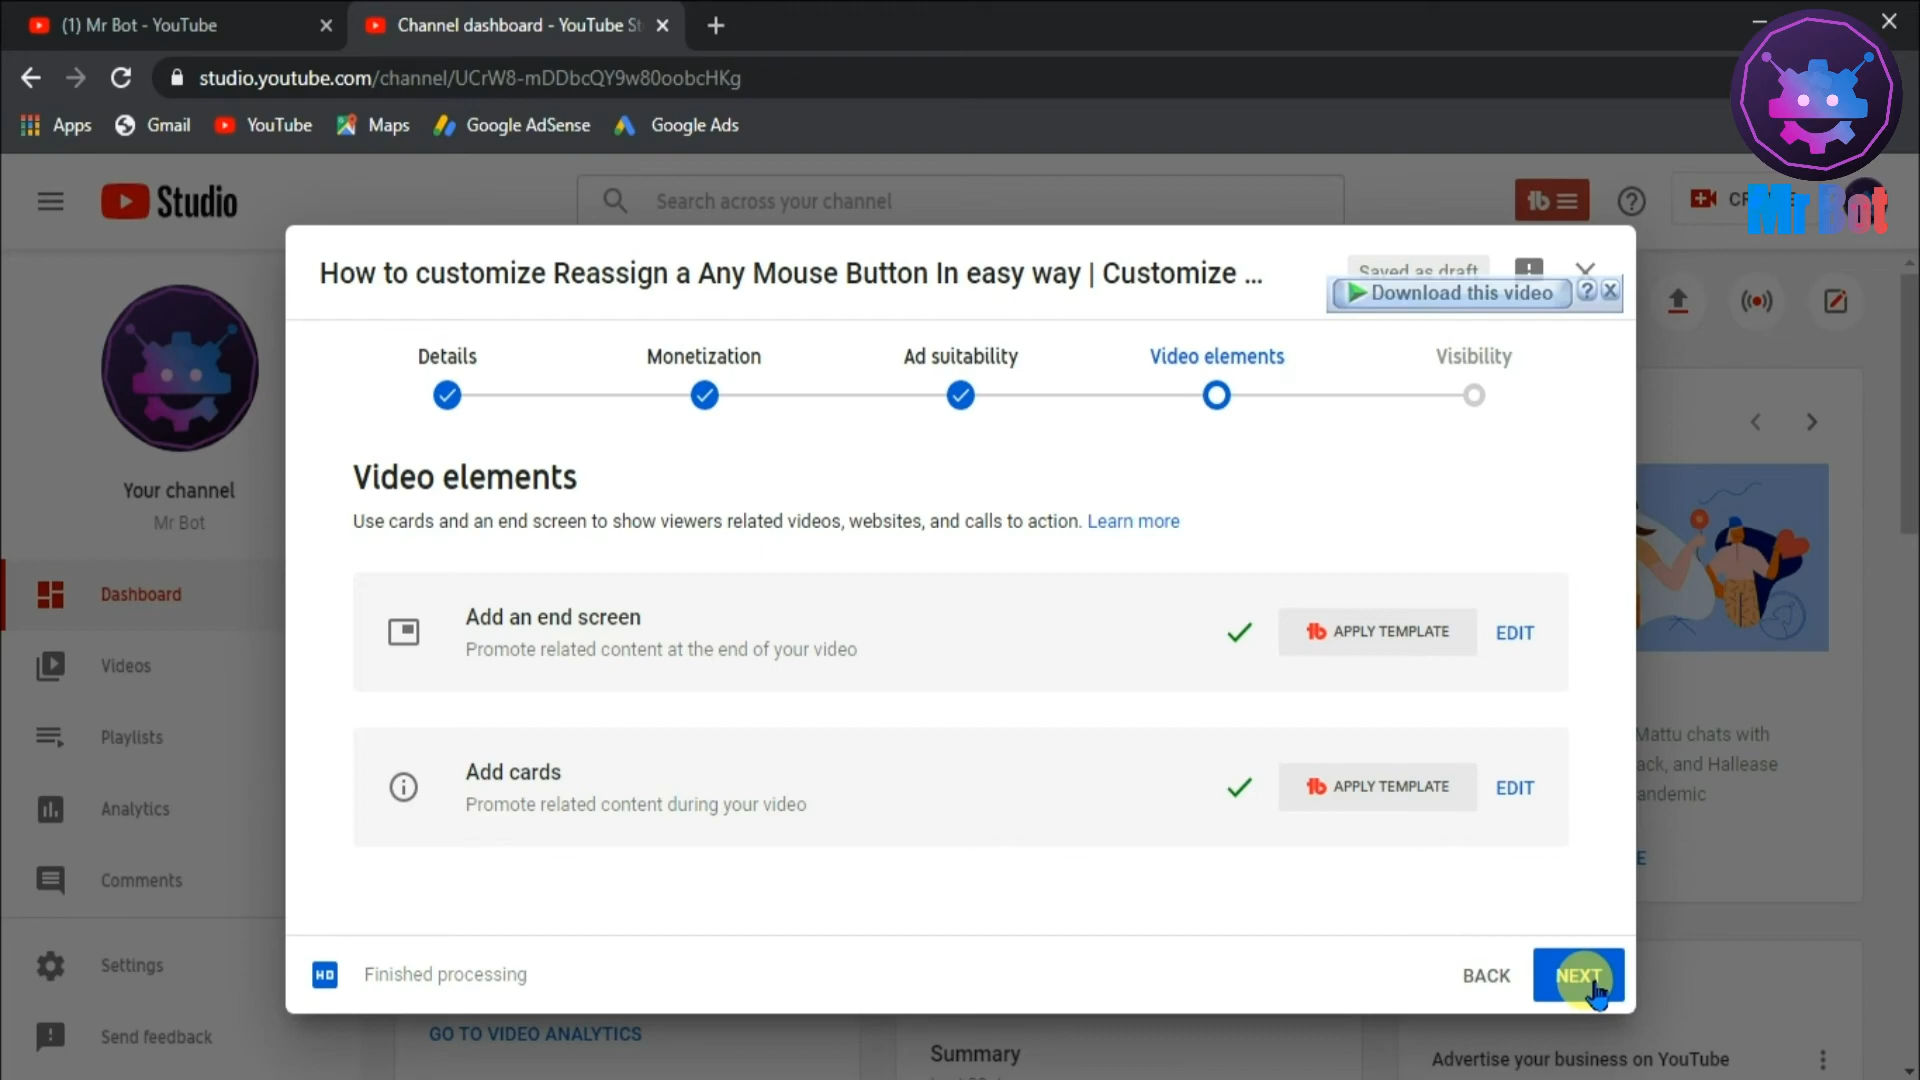 (1) Mr Bot - YouTube
Channel dashboard - YouTube St
studio.youtube.com/channel/UCrW8-mDDbcQY9w80oobcHKg
Apps
Gmail
YouTube
Maps
Google AdSense
Google Ads
Mr Bot
Studio
Search across your channel
How to customize Reassign a Any Mouse Button In easy way | Customize ...
Saved as draft
Download this video
Details
Monetization
Ad suitability
Video elements
Visibility
Video elements
Use cards and an end screen to show viewers related videos, websites, and calls to action. Learn more
Add an end screen
Promote related content at the end of your video
APPLY TEMPLATE
EDIT
Add cards
Promote related content during your video
APPLY TEMPLATE
EDIT
HD
Finished processing
BACK
NEXT
Your channel
Mr Bot
Dashboard
Videos
Playlists
Analytics
Comments
Settings
Send feedback
Mattu chats with
ack, and Hallease
andemic
E
GO TO VIDEO ANALYTICS
Summary
Advertise your business on YouTube